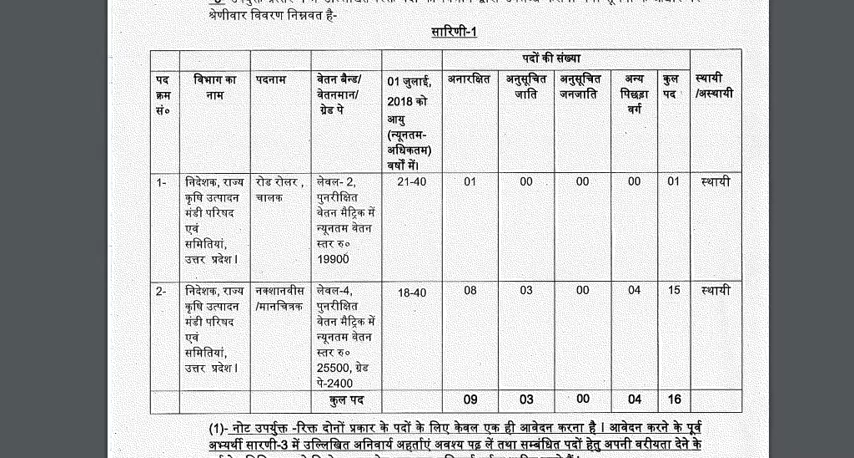 श्रेणीवार विवरण निम्नवत है-
सारिणी-1
पदों की संख्या
पद क्रम सं० विभाग का नाम पदनाम वेतन बैन्ड/ वेतनमान/ ग्रेड पे 01 जुलाई, 2018 को आयु (न्यूनतम-अधिकतम) वर्षों में। अनारक्षित अनुसूचित जाति अनुसूचित जनजाति अन्य पिछड़ा वर्ग कुल पद स्थायी /अस्थायी
1- निदेशक, राज्य कृषि उत्पादन मंडी परिषद एवं समितियां, उत्तर प्रदेश। रोड रोलर, चालक लेवल- 2, पुनरीक्षित वेतन मैट्रिक में न्यूनतम वेतन स्तर रु० 19900 21-40 01 00 00 00 01 स्थायी
2- निदेशक, राज्य कृषि उत्पादन मंडी परिषद एवं समितियां, उत्तर प्रदेश। नक्शानवीस /मानचित्रक लेवल-4, पुनरीक्षित वेतन मैट्रिक में न्यूनतम वेतन स्तर रु० 25500, ग्रेड पे-2400 18-40 08 03 00 04 15 स्थायी
कुल पद 09 03 00 04 16
(1)- नोट उपर्युक्त -रिक्त दोनों प्रकार के पदों के लिए केवल एक ही आवेदन करना है। आवेदन करने के पूर्व
अभ्यर्थी सारणी-3 में उल्लिखित अनिवार्य अहर्ताएं अवश्य पढ़ लें तथा सम्बंधित पदों हेतु अपनी वरीयता देने के